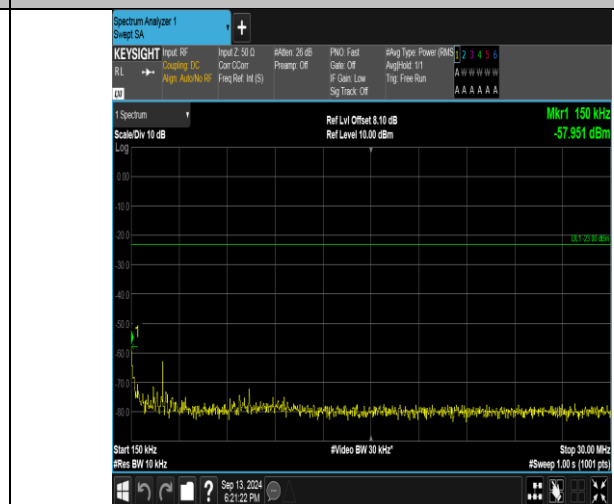 Spectrum Analyzer 1
Swept SA
+
KEYSIGHT
RL
LXI
Input: RF
Coupling: DC
Align: Auto/No RF
Input Z: 50 Ω
Corr CCorr
Freq Ref: Int (S)
#Atten: 26 dB
Preamp: Off
PNO: Fast
Gate: Off
IF Gain: Low
Sig Track: Off
#Avg Type: Power (RMS
Avg|Hold: 1/1
Trig: Free Run
1 2 3 4 5 6
A W W W W W
A A A A A A
1 Spectrum
Scale/Div 10 dB
Ref Lvl Offset 8.10 dB
Ref Level 10.00 dBm
Mkr1 150 kHz
-57.951 dBm
Log
0.00
-10.0
-20.0
DL1 -23.00 dBm
-30.0
-40.0
-50.0
1
-60.0
-70.0
-80.0
Start 150 kHz
#Video BW 30 kHz*
Stop 30.00 MHz
#Res BW 10 kHz
#Sweep 1.00 s (1001 pts)
?
Sep 13, 2024
6:21:22 PM